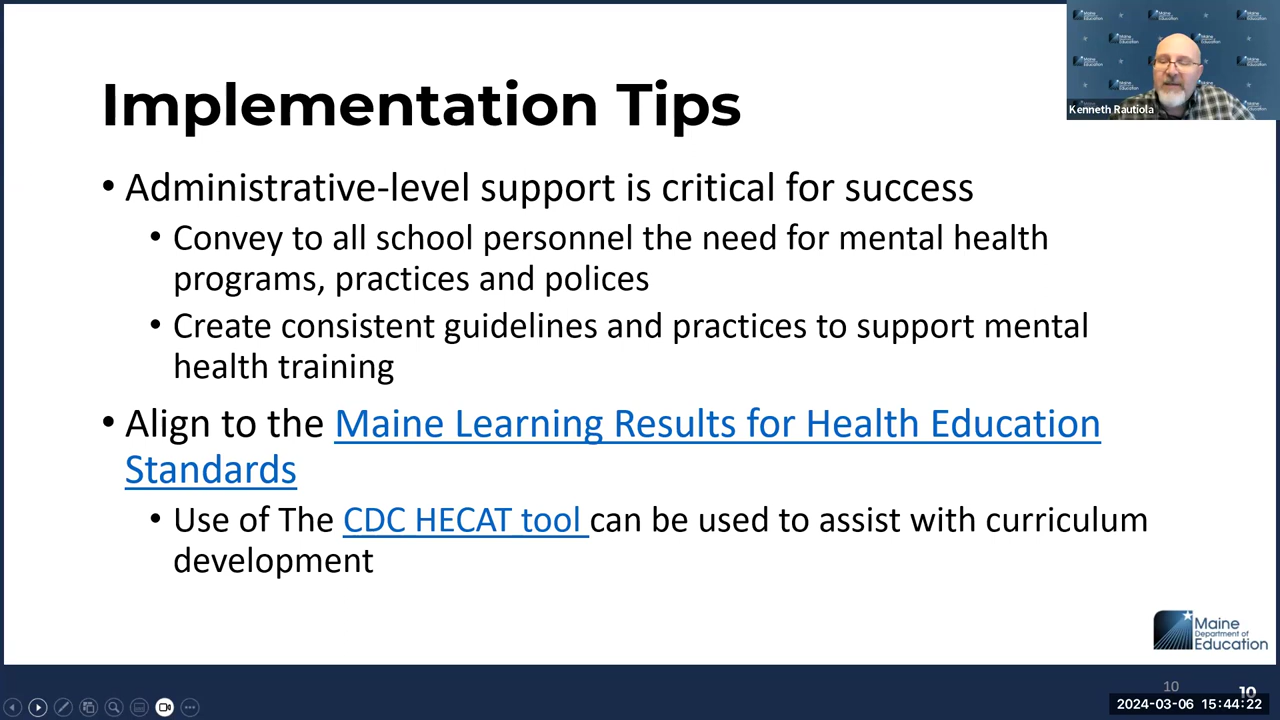 Implementation Tips
• Administrative-level support is critical for success
• Convey to all school personnel the need for mental health
programs, practices and polices
• Create consistent guidelines and practices to support mental
health training
• Align to the Maine Learning Results for Health Education
Standards
• Use of The CDC HECAT tool can be used to assist with curriculum
development
Kenneth Rautiola
Maine
Department of
Education
10
10
2024-03-06 15:44:22